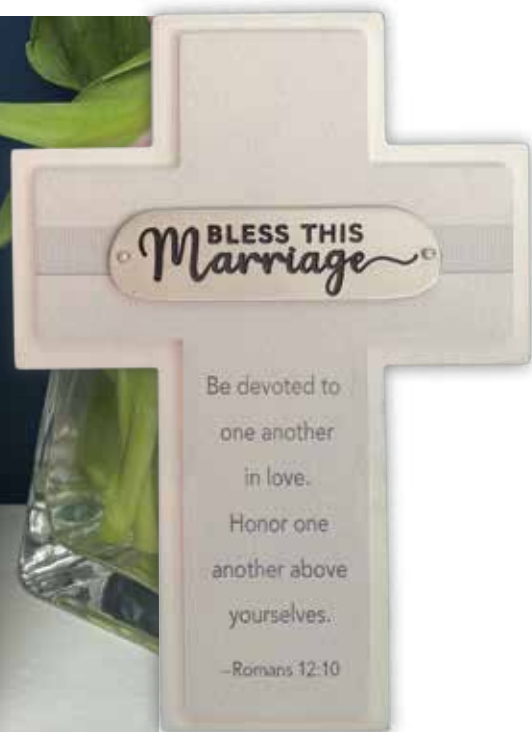 BLESS THIS
Marriage
Be devoted to
one another
in love.
Honor one
another above
yourselves.
–Romans 12:10